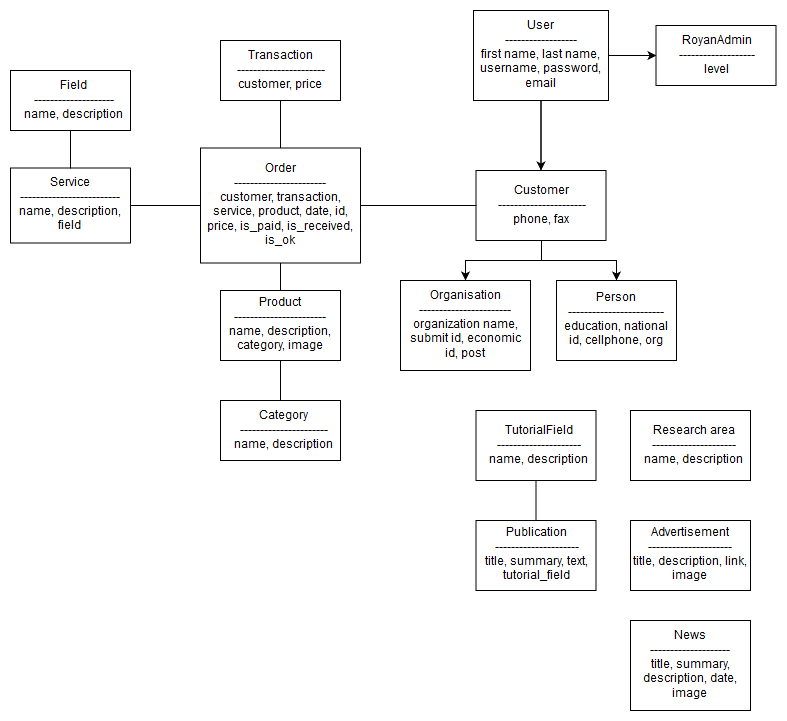 User
------------------
first name, last name,
username, password,
email
RoyanAdmin
-------------------
level
Transaction
----------------------
customer, price
Field
--------------------
name, description
Order
-----------------------
customer, transaction,
service, product, date, id,
price, is_paid, is_received,
is_ok
Service
-------------------------
name, description,
field
Customer
----------------------
phone, fax
Product
-----------------------
name, description,
category, image
Organisation
-----------------------
organization name,
submit id, economic
id, post
Person
------------------------
education, national
id, cellphone, org
Category
----------------------
name, description
TutorialField
---------------------
name, description
Research area
---------------------
name, description
Publication
---------------------
title, summary, text,
tutorial_field
Advertisement
---------------------
title, description, link,
image
News
--------------------
title, summary,
description, date,
image